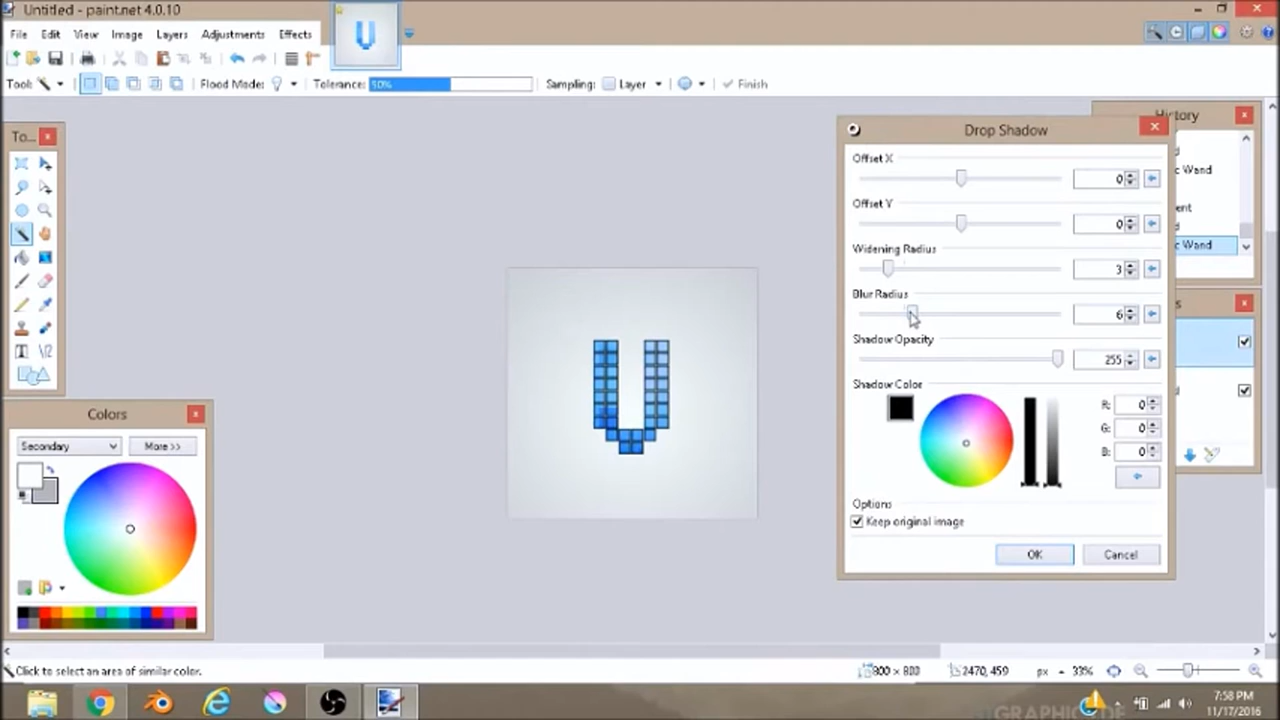 Untitled - paint.net 4.0.10
File Edit View Image Layers Adjustments Effects
Tool: Flood Mode: Tolerance: 50% Sampling: Layer Finish
To...
History
Drop Shadow
Offset X
0
c Wand
Offset Y
0
ent
Widening Radius
c Wand
3
Blur Radius
6
Shadow Opacity
255
Shadow Color
R: 0
G: 0
B: 0
Options
Keep original image
OK Cancel
Colors
Secondary More >>
Click to select an area of similar color.
800 × 800 2470, 459 px 33%
7:58 PM
11/17/2016